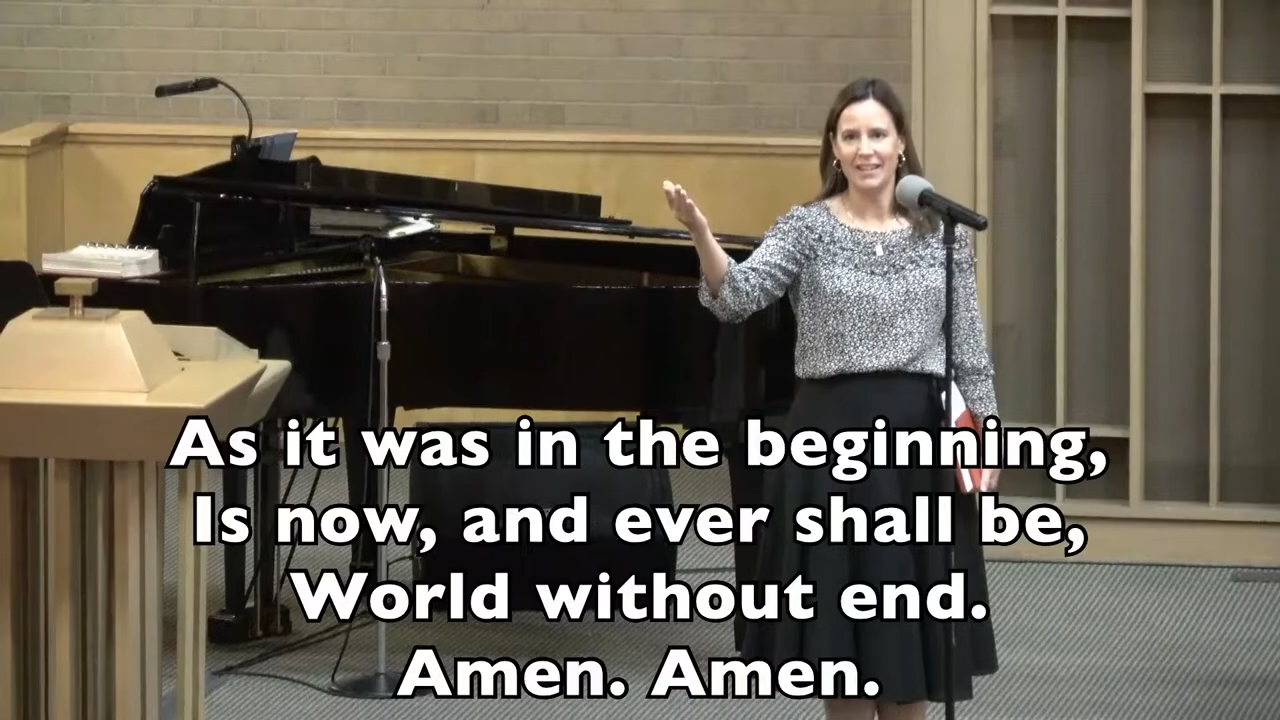 As it was in the beginning,
Is now, and ever shall be,
World without end.
Amen. Amen.